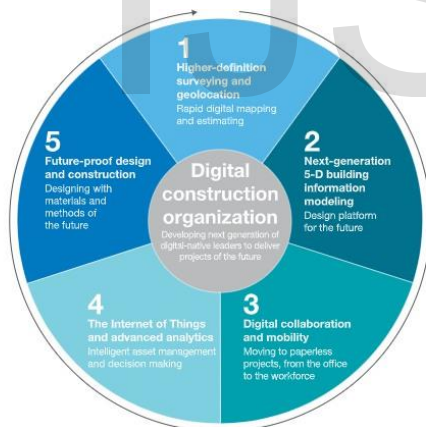 1
Higher-definition
surveying and
geolocation
Rapid digital mapping
and estimating
2
Next-generation
5-D building
information
modeling
Design platform
for the future
3
Digital collaboration
and mobility
Moving to paperless
projects, from the office
to the workforce
4
The Internet of Things
and advanced analytics
Intelligent asset management
and decision making
5
Future-proof design
and construction
Designing with
materials and
methods of
the future
Digital
construction
organization
Developing next generation of
digital-native leaders to deliver
projects of the future